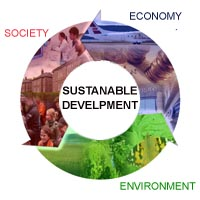 ECONOMY
SOCIETY
SUSTANABLE
DEVELPMENT
ENVIRONMENT